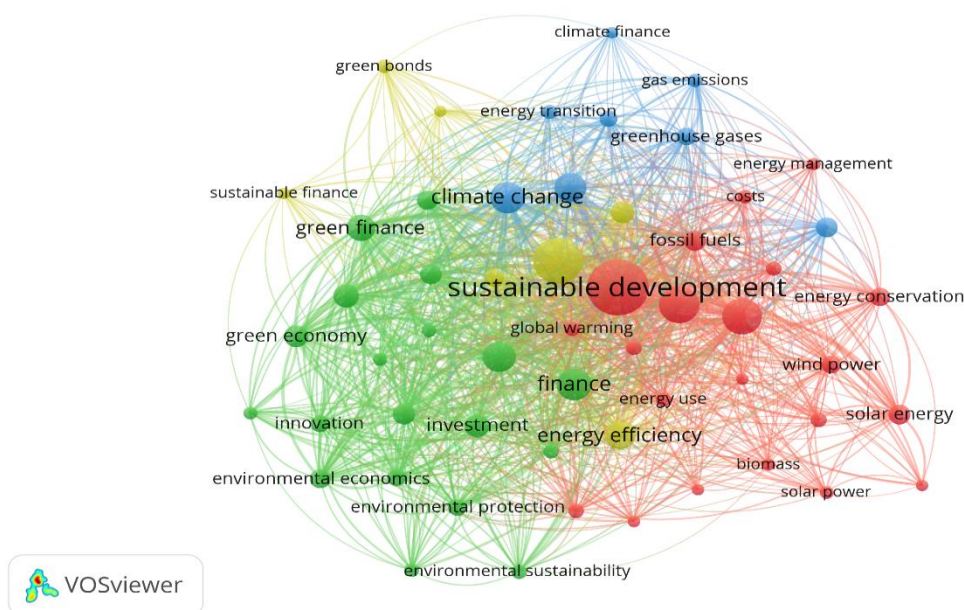 climate finance
green bonds
gas emissions
energy transition
greenhouse gases
energy management
sustainable finance
climate change
costs
green finance
fossil fuels
sustainable development
energy conservation
global warming
green economy
wind power
finance
energy use
solar energy
innovation
investment
energy efficiency
biomass
environmental economics
solar power
environmental protection
environmental sustainability
VOSviewer